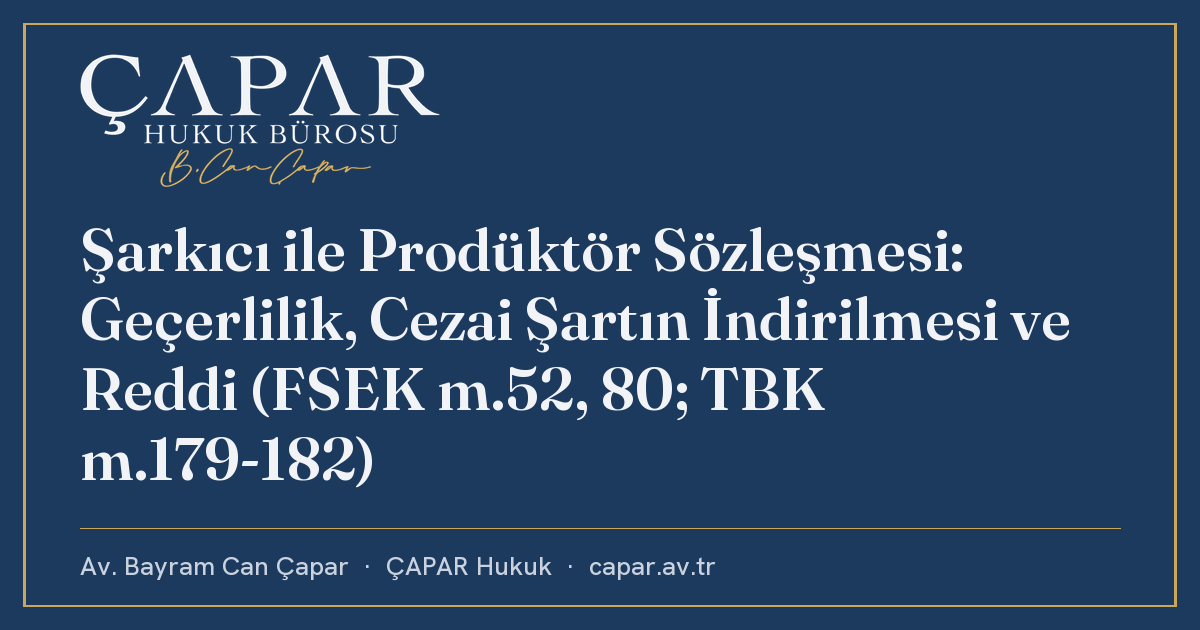 ÇAPAR
HUKUK BÜROSU
B.Can Çapar
Şarkıcı ile Prodüktör Sözleşmesi:
Geçerlilik, Cezai Şartın İndirilmesi ve
Reddi (FSEK m.52, 80; TBK
m.179-182)
Av. Bayram Can Çapar · ÇAPAR Hukuk · capar.av.tr